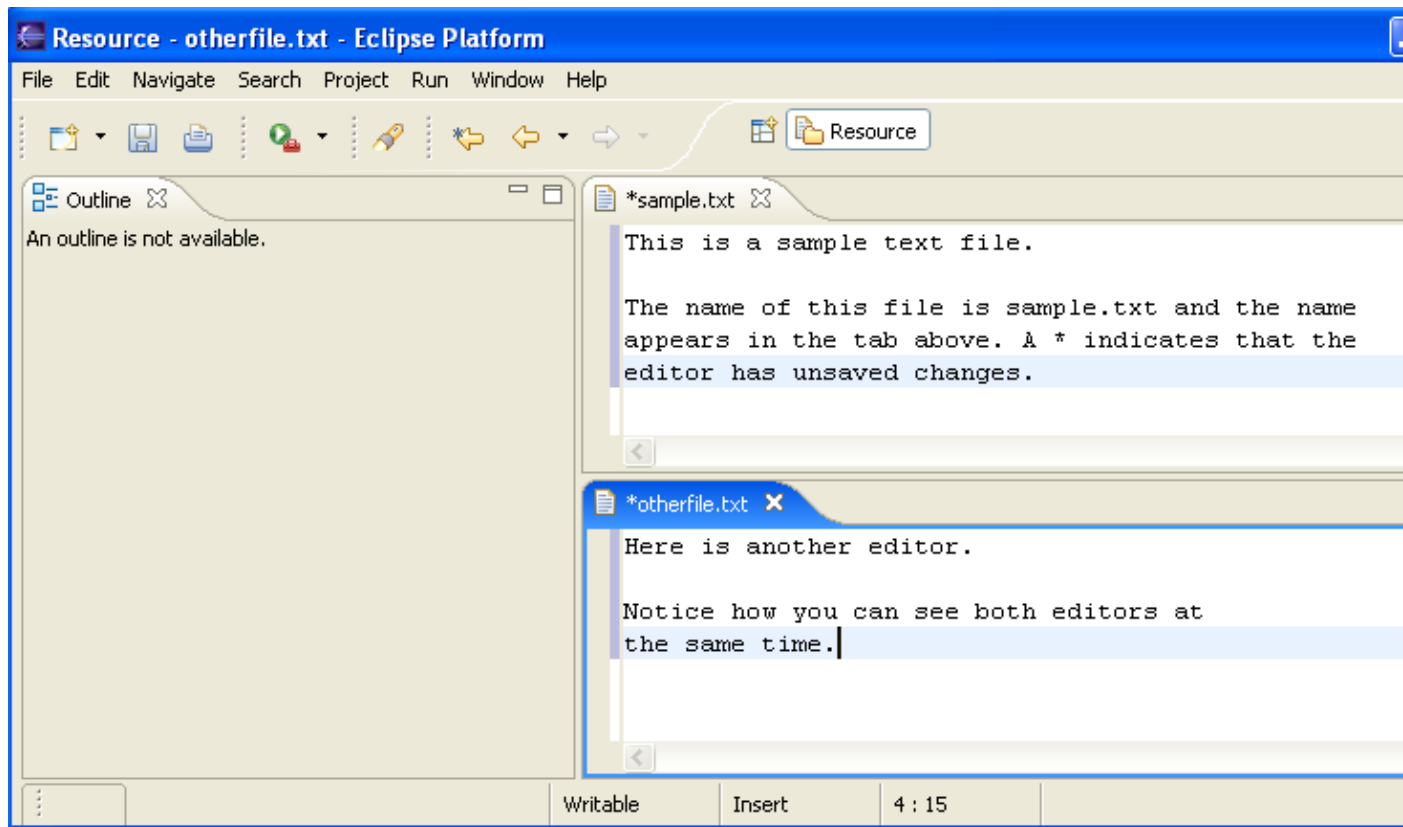 Resource - otherfile.txt - Eclipse Platform
File Edit Navigate Search Project Run Window Help
Resource
Outline
An outline is not available.
*sample.txt
This is a sample text file.
The name of this file is sample.txt and the name
appears in the tab above. A * indicates that the
editor has unsaved changes.
*otherfile.txt
Here is another editor.
Notice how you can see both editors at
the same time.
Writable Insert 4 : 15